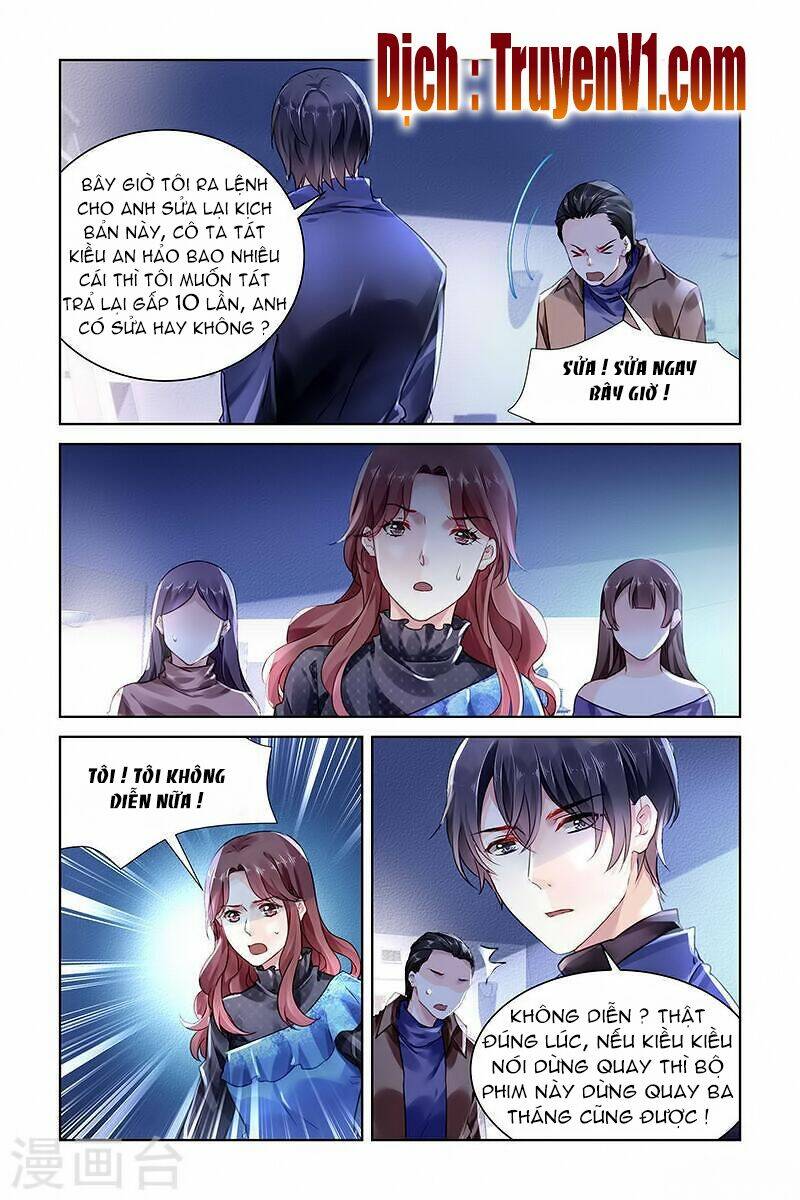 Dịch : TruyenV1.com
BÂY GIỜ TÔI RA LỆNH
CHO ANH SỬA LẠI KỊCH
BẢN NÀY, CÔ TA TÁT
KIỀU AN HẢO BAO NHIÊU
CÁI THÌ TÔI MUỐN TÁT
TRẢ LẠI GẤP 10 LẦN, ANH
CÓ SỬA HAY KHÔNG ?
SỬA ! SỬA NGAY
BÂY GIỜ !
TÔI ! TÔI KHÔNG
DIỄN NỮA !
KHÔNG DIỄN ? THẬT
ĐÚNG LÚC, NẾU KIỀU KIỀU
NÓI DỪNG QUAY THÌ BỘ
PHIM NÀY DỪNG QUAY BA
THÁNG CŨNG ĐƯỢC !
漫画台